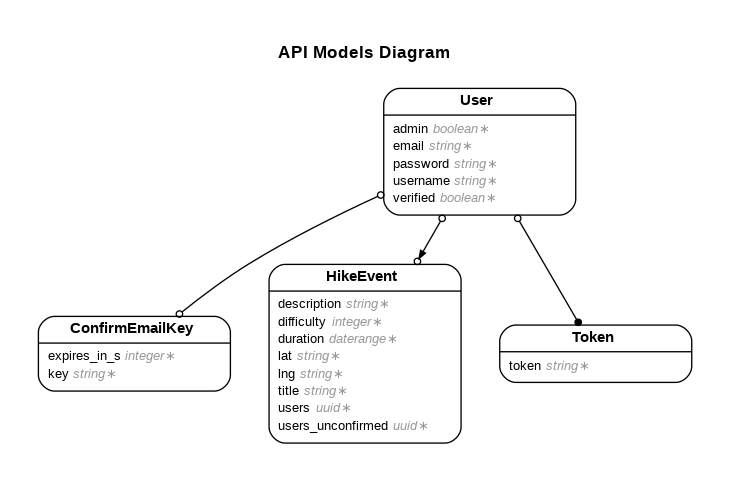 API Models Diagram
User
admin boolean∗
email string∗
password string∗
username string∗
verified boolean∗
ConfirmEmailKey
expires_in_s integer∗
key string∗
HikeEvent
description string∗
difficulty integer∗
duration daterange∗
lat string∗
lng string∗
title string∗
users uuid∗
users_unconfirmed uuid∗
Token
token string∗